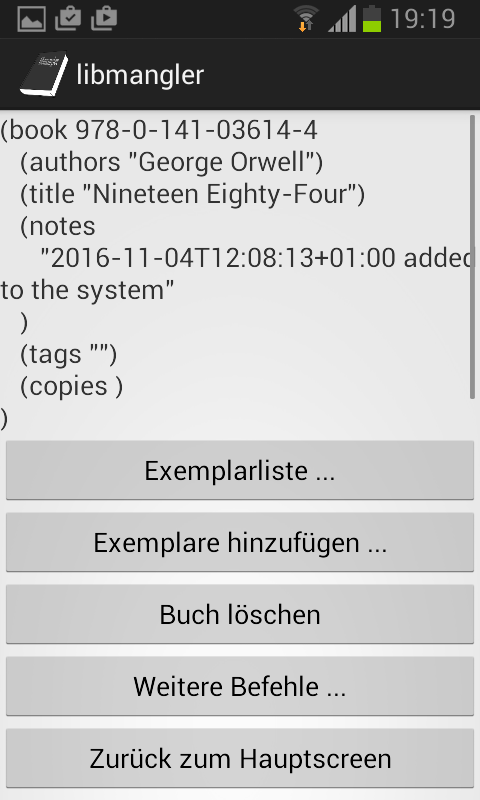 19:19
libmangler
(book 978-0-141-03614-4
(authors "George Orwell")
(title "Nineteen Eighty-Four")
(notes
"2016-11-04T12:08:13+01:00 added
to the system"
)
(tags "")
(copies )
)
Exemplarliste ...
Exemplare hinzufügen ...
Buch löschen
Weitere Befehle ...
Zurück zum Hauptscreen